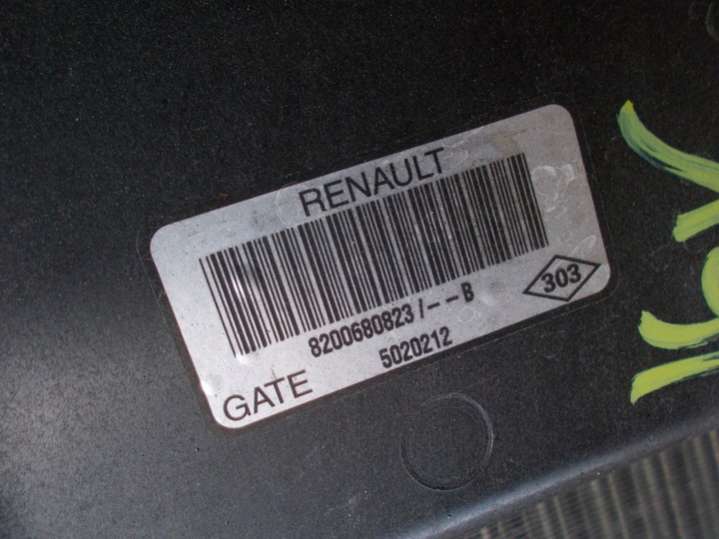 RENAULT
8200680823/--B
303
5020212
GATE